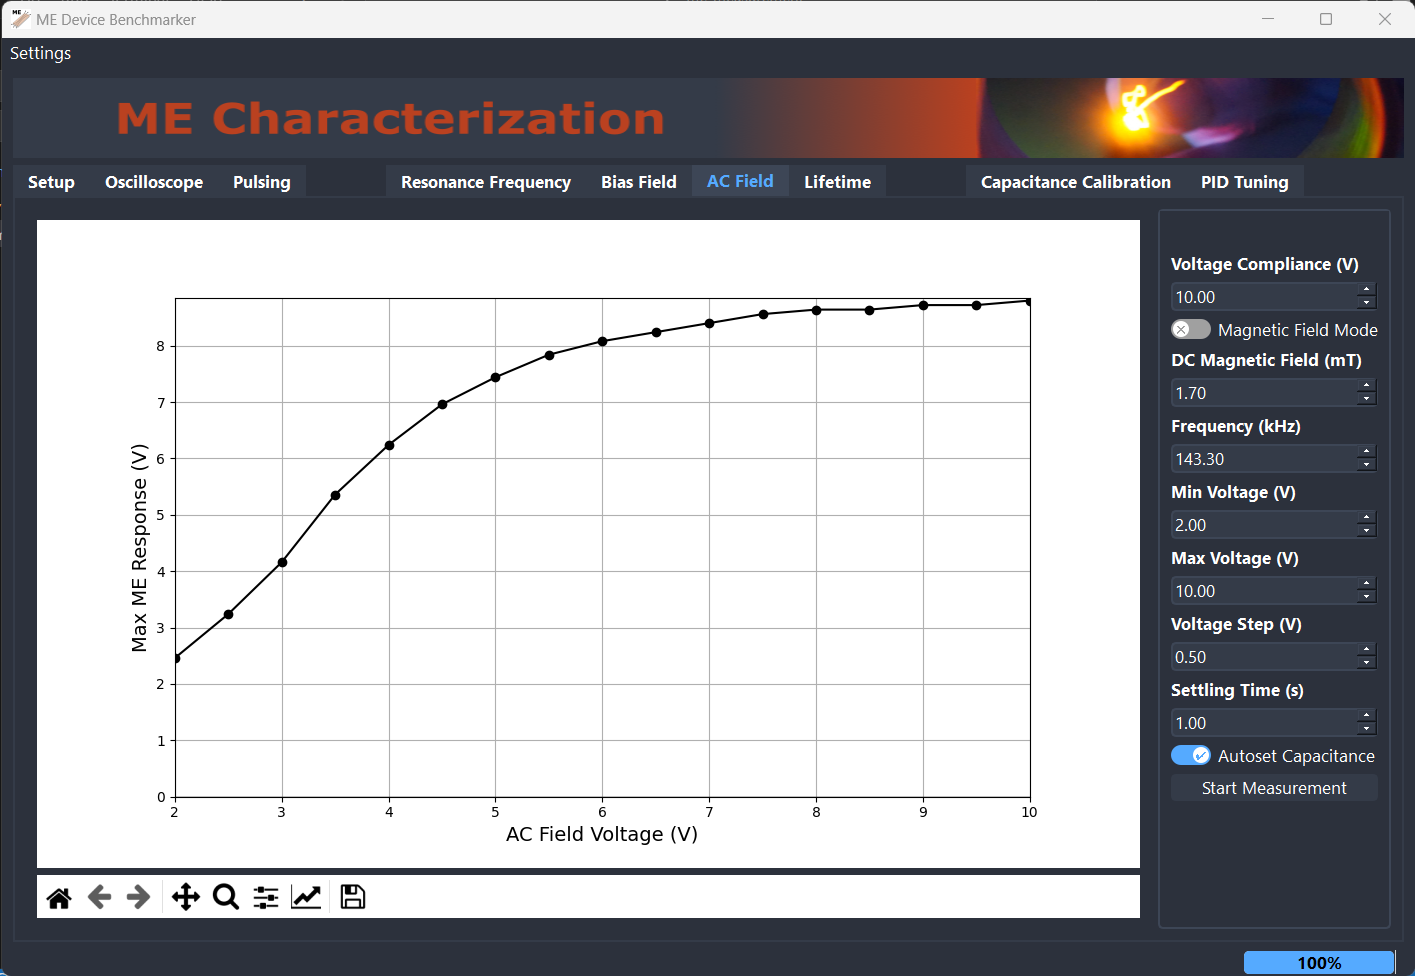 ME
ME Device Benchmarker
Settings
ME Characterization
Setup Oscilloscope Pulsing Resonance Frequency Bias Field AC Field Lifetime Capacitance Calibration PID Tuning
Max ME Response (V)
8
7
6
5
4
3
2
1
0
2 3 4 5 6 7 8 9 10
AC Field Voltage (V)
Voltage Compliance (V)
10.00
Magnetic Field Mode
DC Magnetic Field (mT)
1.70
Frequency (kHz)
143.30
Min Voltage (V)
2.00
Max Voltage (V)
10.00
Voltage Step (V)
0.50
Settling Time (s)
1.00
Autoset Capacitance
Start Measurement
100%